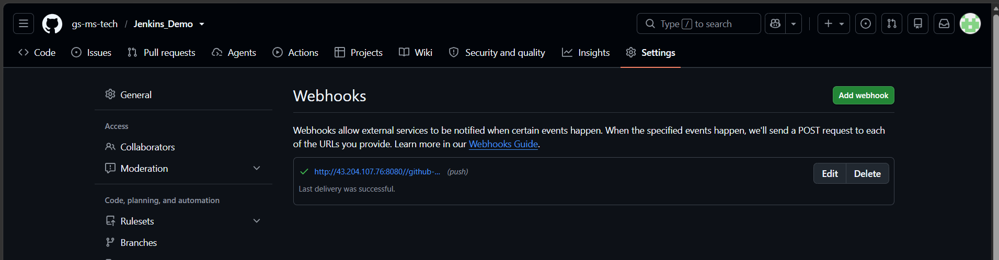 gs-ms-tech / Jenkins_Demo
Type / to search
Code Issues Pull requests Agents Actions Projects Wiki Security and quality Insights Settings
General
Access
Collaborators
Moderation
Code, planning, and automation
Rulesets
Branches
Webhooks
Add webhook
Webhooks allow external services to be notified when certain events happen. When the specified events happen, we'll send a POST request to each
of the URLs you provide. Learn more in our Webhooks Guide.
http://43.204.107.76:8080//github-... (push)
Edit Delete
Last delivery was successful.